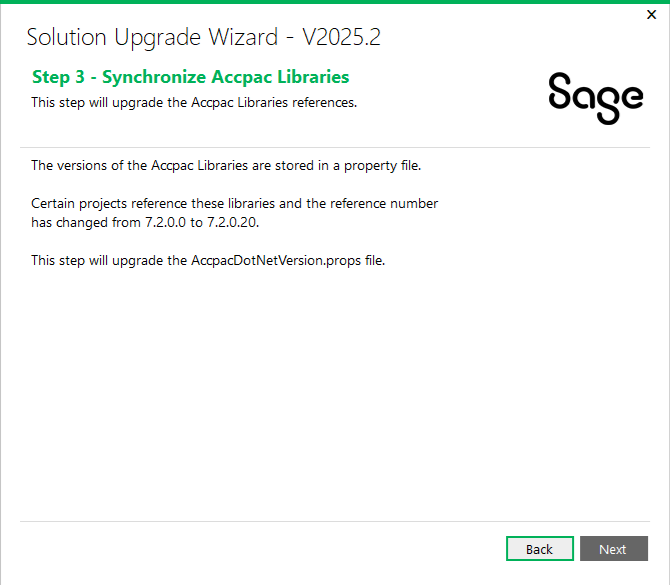 Solution Upgrade Wizard - V2025.2
Step 3 - Synchronize Accpac Libraries
This step will upgrade the Accpac Libraries references.
Sage
The versions of the Accpac Libraries are stored in a property file.
Certain projects reference these libraries and the reference number
has changed from 7.2.0.0 to 7.2.0.20.
This step will upgrade the AccpacDotNetVersion.props file.
Back
Next